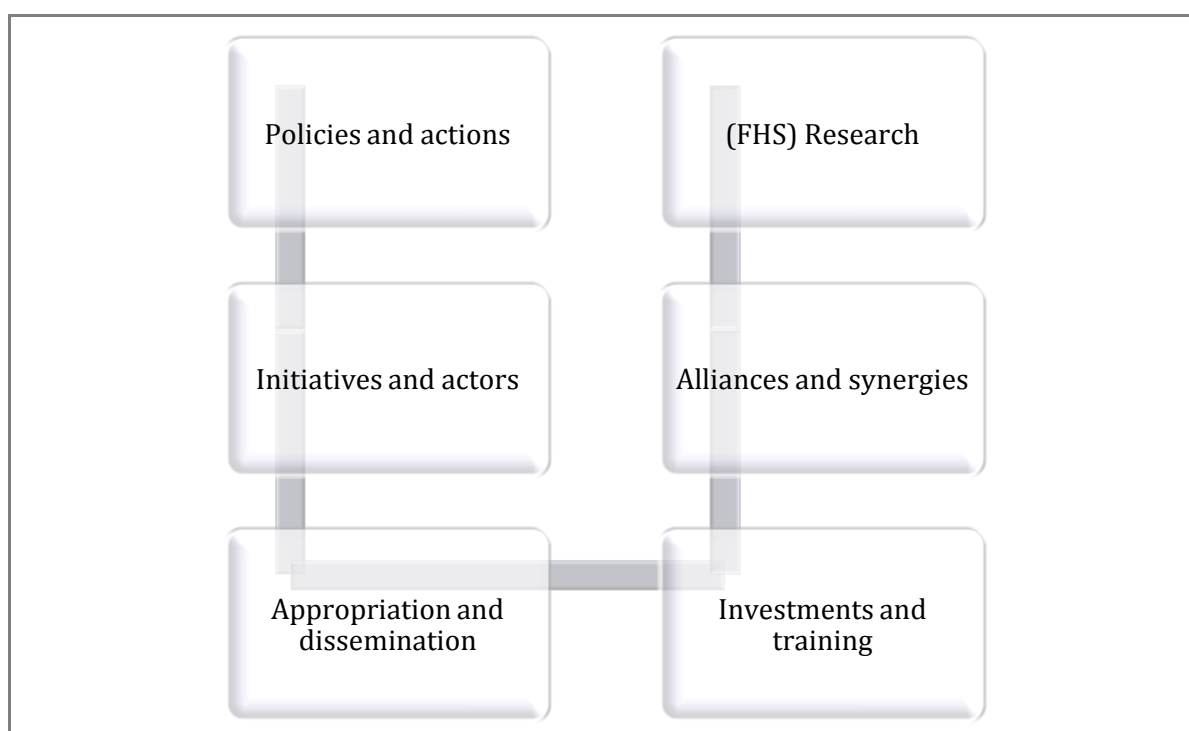 Policies and actions
(FHS) Research
Initiatives and actors
Alliances and synergies
Appropriation and
dissemination
Investments and
training